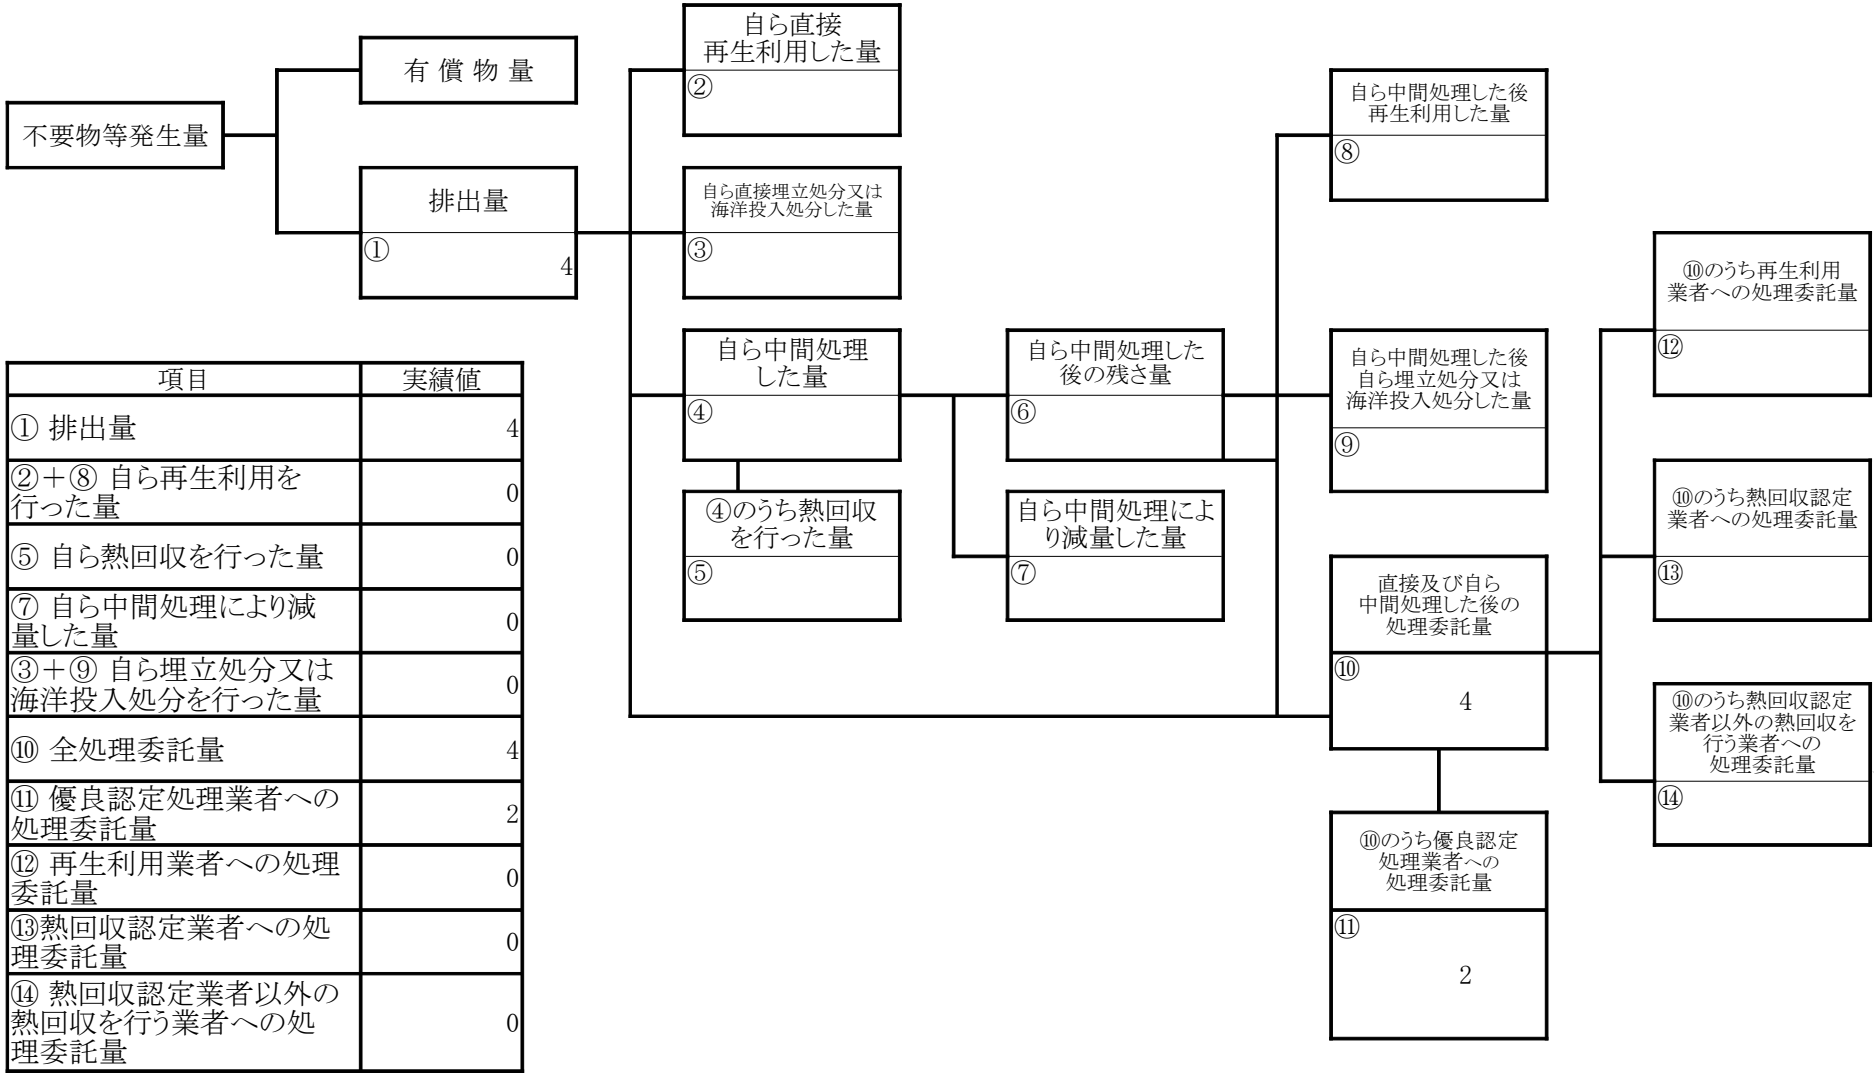 不要物等発生量
有 償 物 量
排出量
①
4
自ら直接
再生利用した量
②
自ら直接埋立処分又は
海洋投入処分した量
③
自ら中間処理
した量
④
④のうち熱回収
を行った量
⑤
自ら中間処理した
後の残さ量
⑥
自ら中間処理によ
り減量した量
⑦
自ら中間処理した後
再生利用した量
⑧
自ら中間処理した後
自ら埋立処分又は
海洋投入処分した量
⑨
直接及び自ら
中間処理した後の
処理委託量
⑩
4
⑩のうち優良認定
処理業者への
処理委託量
⑪
2
⑩のうち再生利用
業者への処理委託量
⑫
⑩のうち熱回収認定
業者への処理委託量
⑬
⑩のうち熱回収認定
業者以外の熱回収を
行う業者への
処理委託量
⑭
項目 実績値
① 排出量 4
②＋⑧ 自ら再生利用を
行った量 0
⑤ 自ら熱回収を行った量 0
⑦ 自ら中間処理により減
量した量 0
③＋⑨ 自ら埋立処分又は
海洋投入処分を行った量 0
⑩ 全処理委託量 4
⑪ 優良認定処理業者への
処理委託量 2
⑫ 再生利用業者への処理
委託量 0
⑬熱回収認定業者への処
理委託量 0
⑭ 熱回収認定業者以外の
熱回収を行う業者への処
理委託量 0